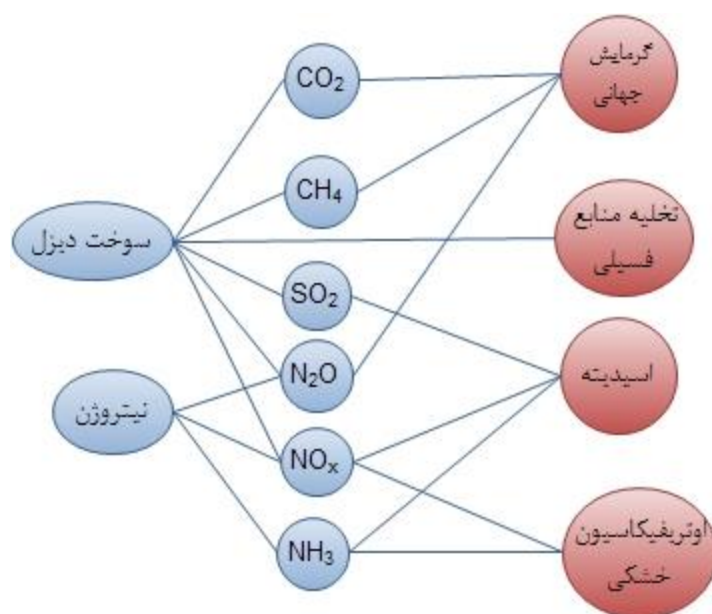 CO₂
گرمایش
جهانی
CH₄
سوخت دیزل
تخلیه منابع
فسیلی
SO₂
N₂O
اسیدیته
نیتروژن
NOₓ
NH₃
اوتریفیکاسیون
خشکی